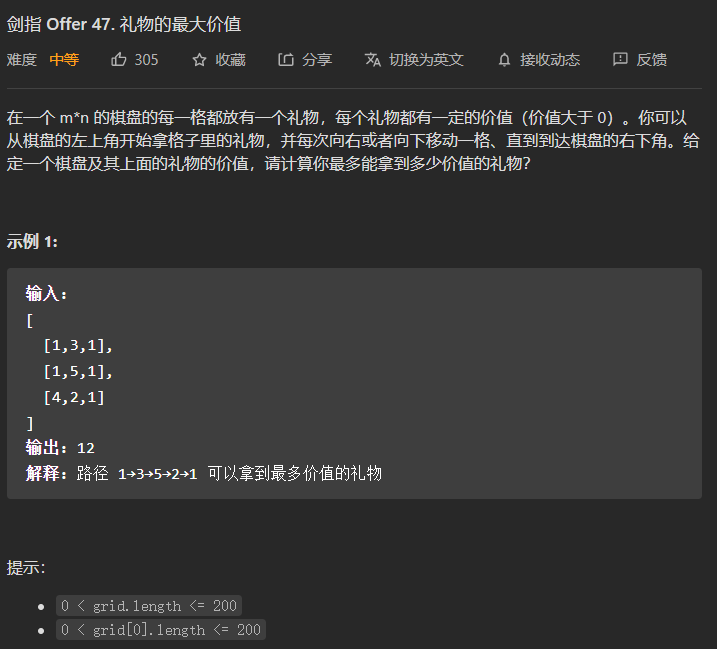 剑指 Offer 47. 礼物的最大价值
难度 中等 305 收藏 分享 切换为英文 接收动态 反馈
在一个 m*n 的棋盘的每一格都放有一个礼物，每个礼物都有一定的价值（价值大于 0）。你可以
从棋盘的左上角开始拿格子里的礼物，并每次向右或者向下移动一格、直到到达棋盘的右下角。给
定一个棋盘及其上面的礼物的价值，请计算你最多能拿到多少价值的礼物？
示例 1:
输入:
[
[1,3,1],
[1,5,1],
[4,2,1]
]
输出: 12
解释: 路径 1→3→5→2→1 可以拿到最多价值的礼物
提示：
• 0 < grid.length <= 200
• 0 < grid[0].length <= 200